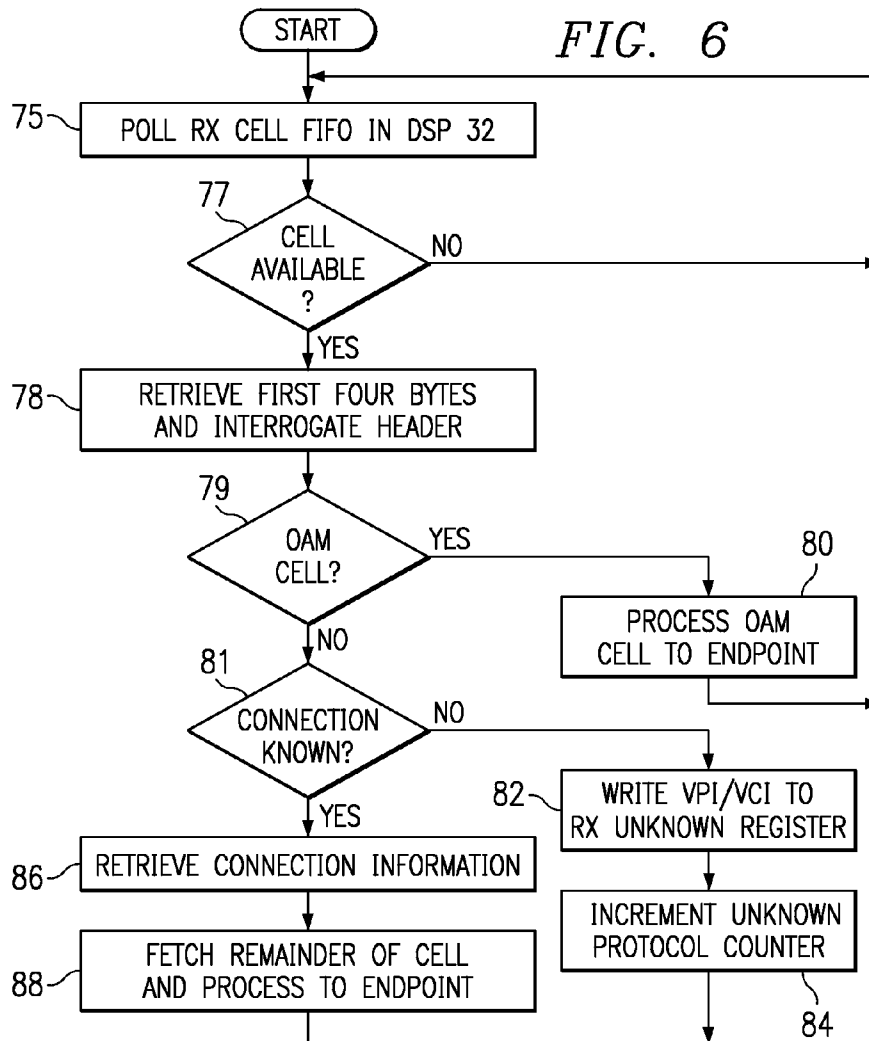 START
FIG. 6
75
POLL RX CELL FIFO IN DSP 32
77
CELL
AVAILABLE
?
NO
YES
78
RETRIEVE FIRST FOUR BYTES
AND INTERROGATE HEADER
79
OAM
CELL?
YES
NO
80
PROCESS OAM
CELL TO ENDPOINT
81
CONNECTION
KNOWN?
NO
YES
82
WRITE VPI/VCI TO
RX UNKNOWN REGISTER
86
RETRIEVE CONNECTION INFORMATION
INCREMENT UNKNOWN
PROTOCOL COUNTER
84
88
FETCH REMAINDER OF CELL
AND PROCESS TO ENDPOINT